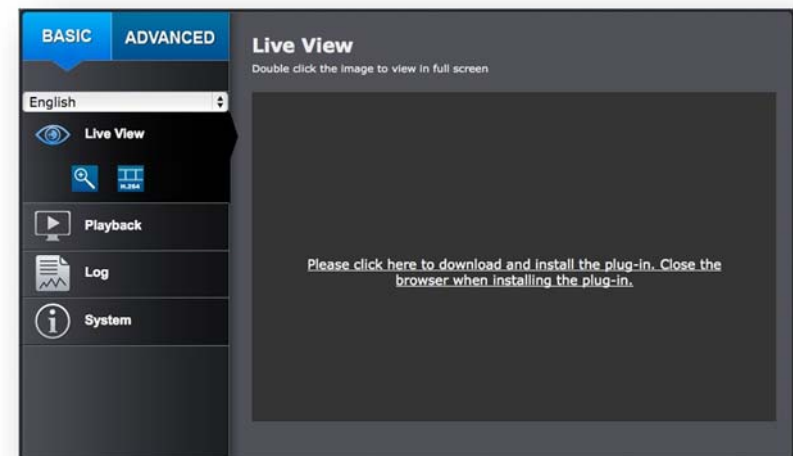 BASIC
ADVANCED
Live View
Double click the image to view in full screen
English
Live View
H.264
Playback
Log
System
Please click here to download and install the plug-in. Close the
browser when installing the plug-in.